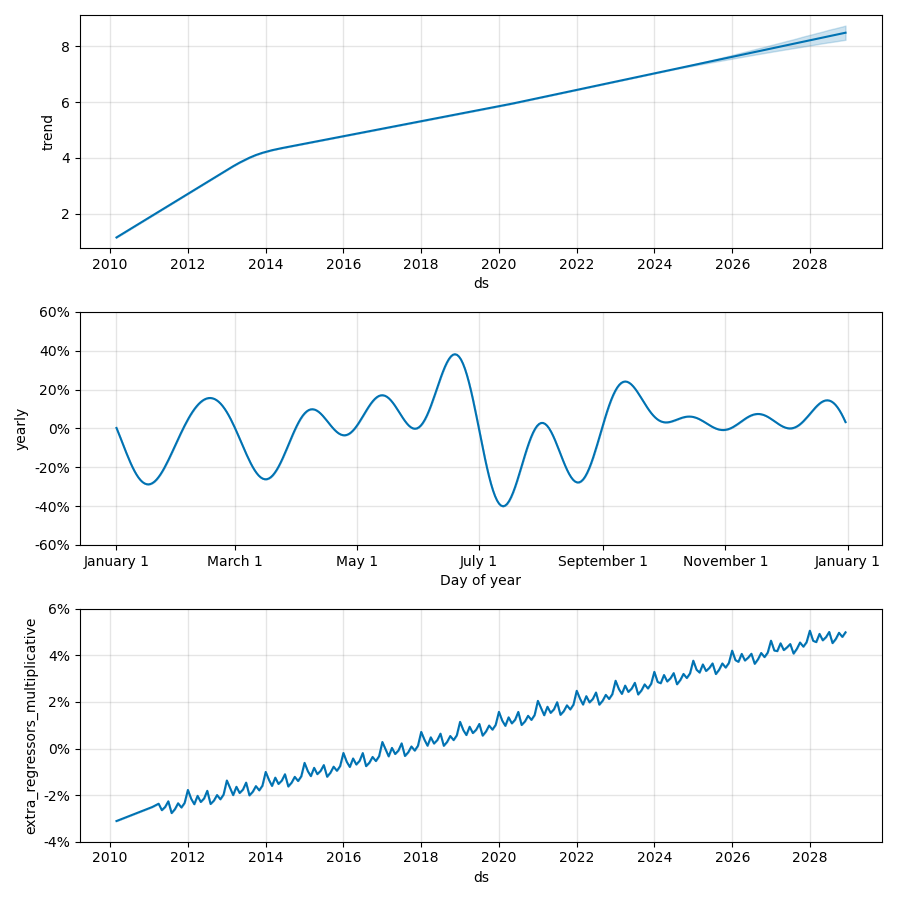 8
6
4
2
trend
2010 2012 2014 2016 2018 2020 2022 2024 2026 2028
ds
60%
40%
20%
0%
-20%
-40%
-60%
yearly
January 1 March 1 May 1 July 1 September 1 November 1 January 1
Day of year
6%
4%
2%
0%
-2%
-4%
extra_regressors_multiplicative
2010 2012 2014 2016 2018 2020 2022 2024 2026 2028
ds